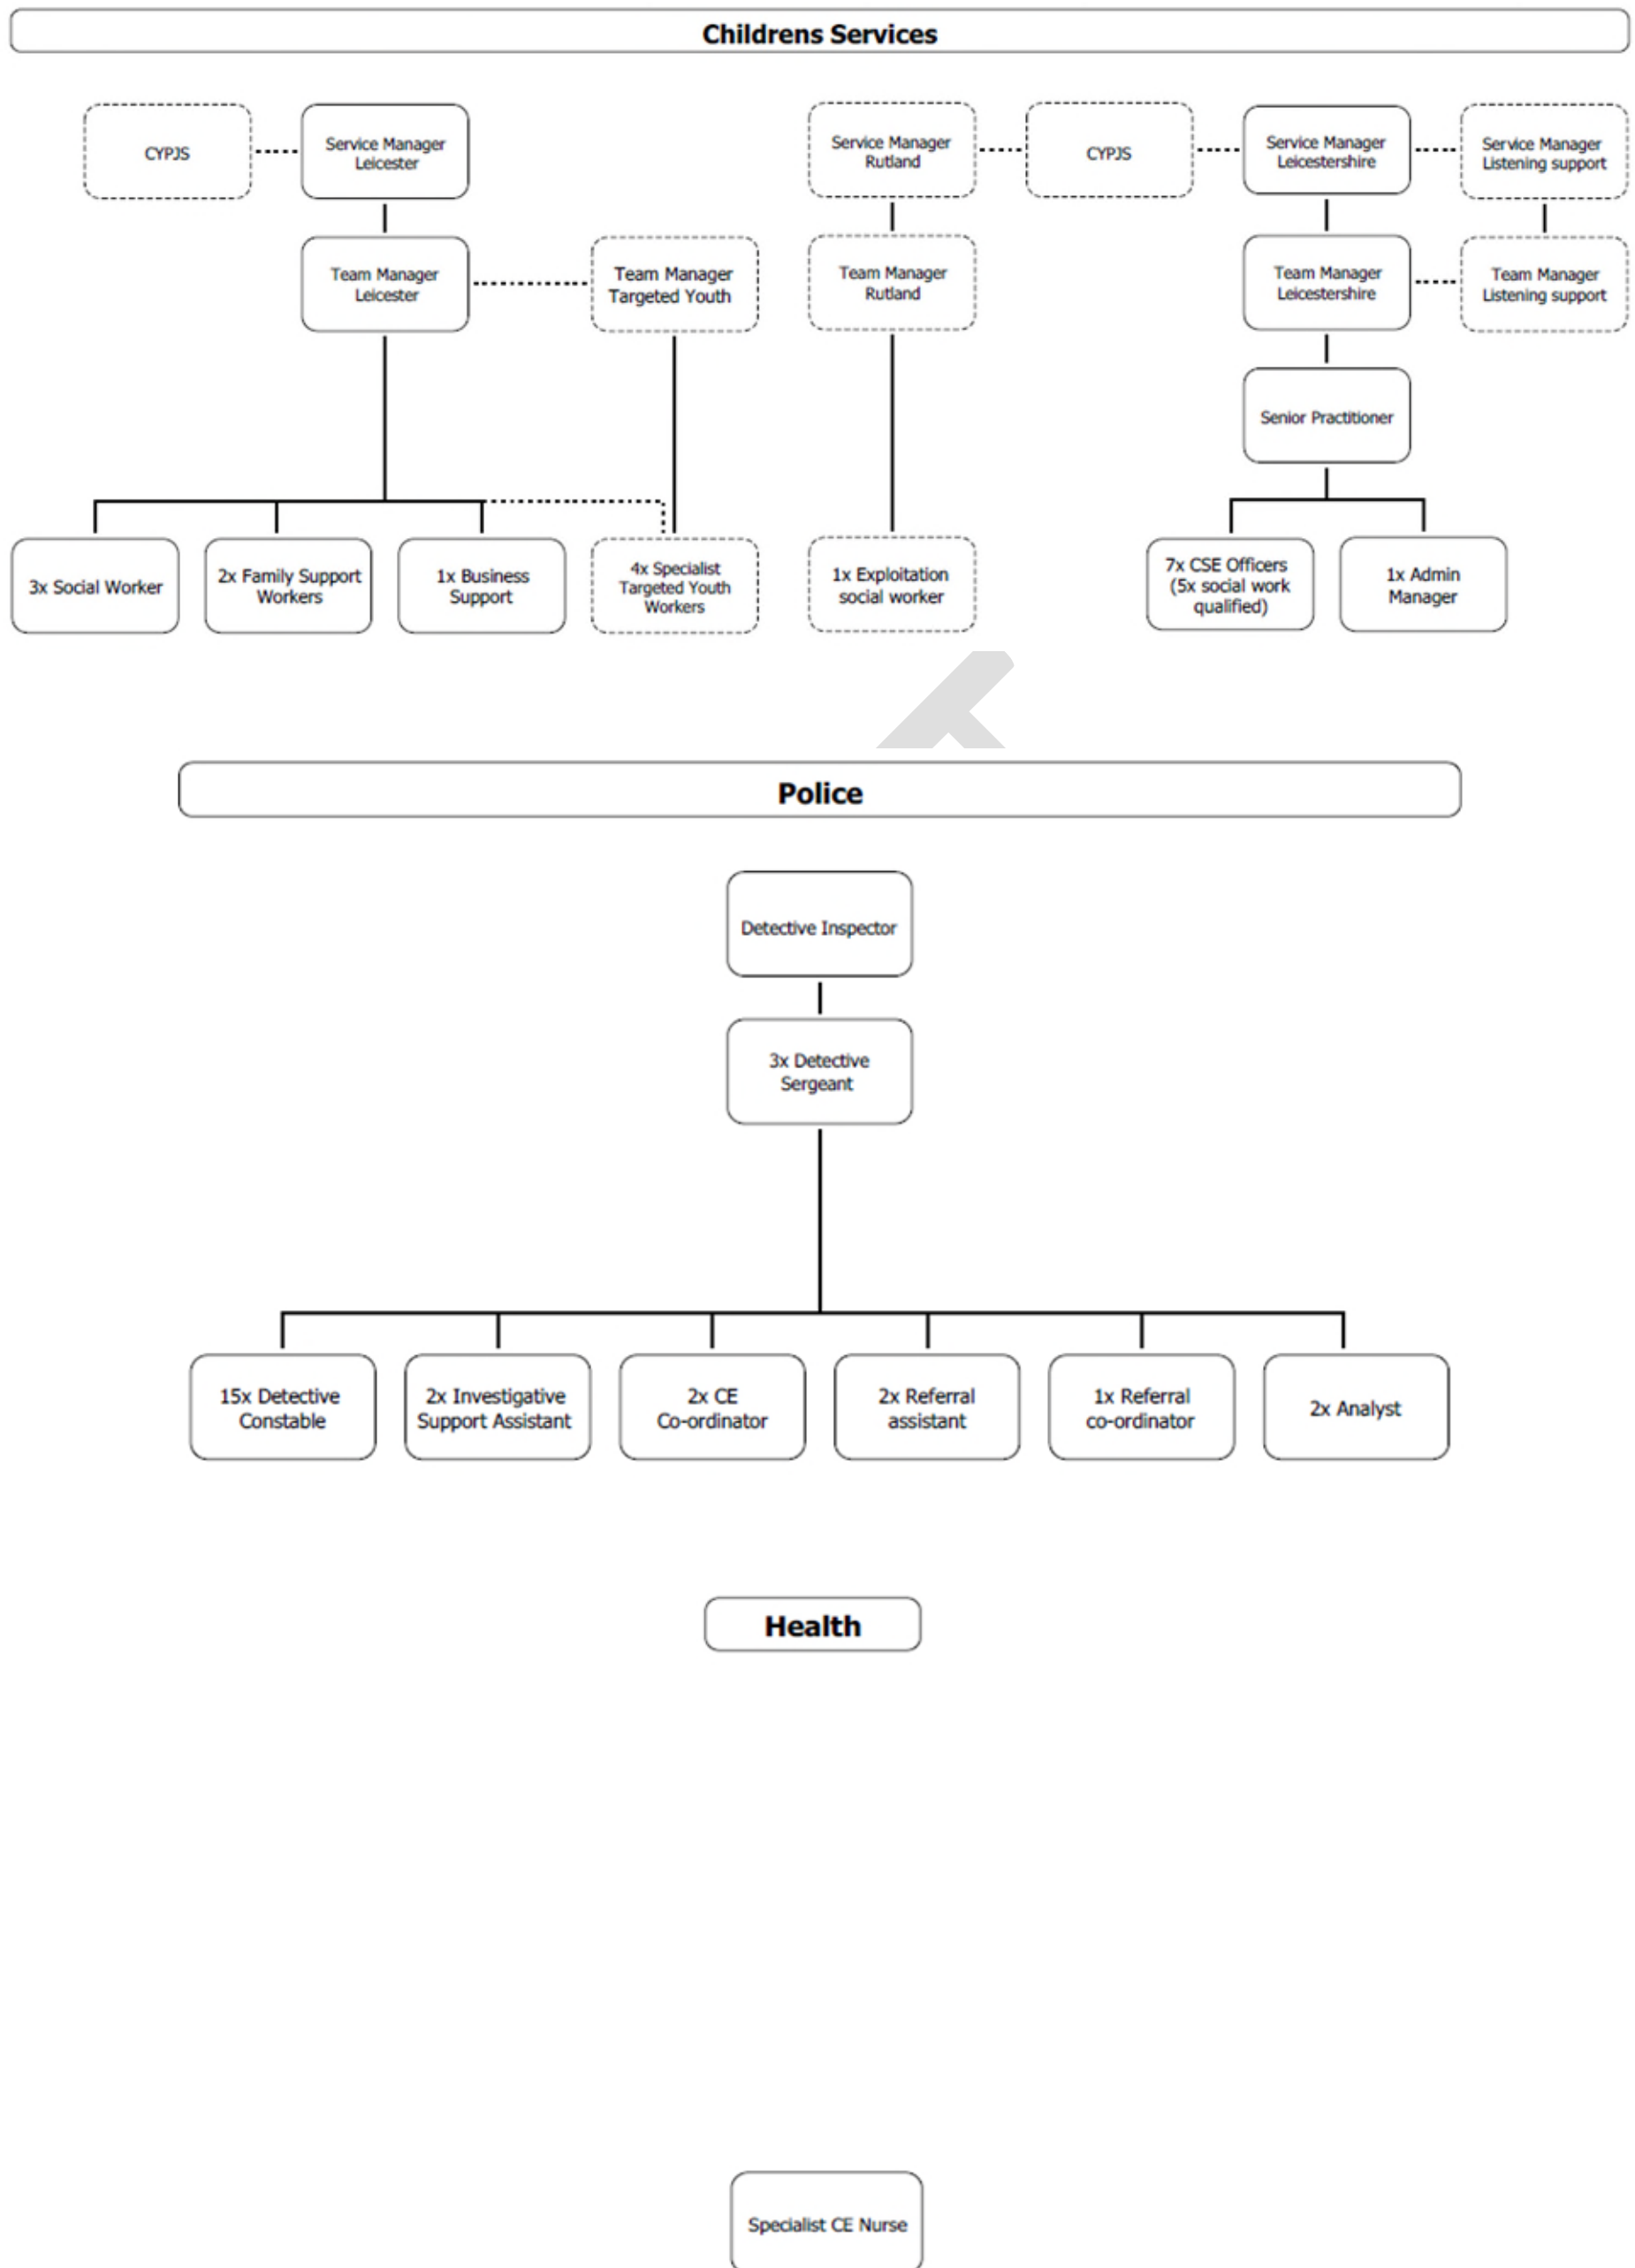 Childrens Services
CYPJS
Service Manager
Leicester
Service Manager
Rutland
CYPJS
Service Manager
Leicestershire
Service Manager
Listening support
Team Manager
Leicester
Team Manager
Targeted Youth
Team Manager
Rutland
Team Manager
Leicestershire
Team Manager
Listening support
Senior Practitioner
3x Social Worker
2x Family Support
Workers
1x Business
Support
4x Specialist
Targeted Youth
Workers
1x Exploitation
social worker
7x CSE Officers
(5x social work
qualified)
1x Admin
Manager
Police
Detective Inspector
3x Detective
Sergeant
15x Detective
Constable
2x Investigative
Support Assistant
2x CE
Co-ordinator
2x Referral
assistant
1x Referral
co-ordinator
2x Analyst
Health
Specialist CE Nurse